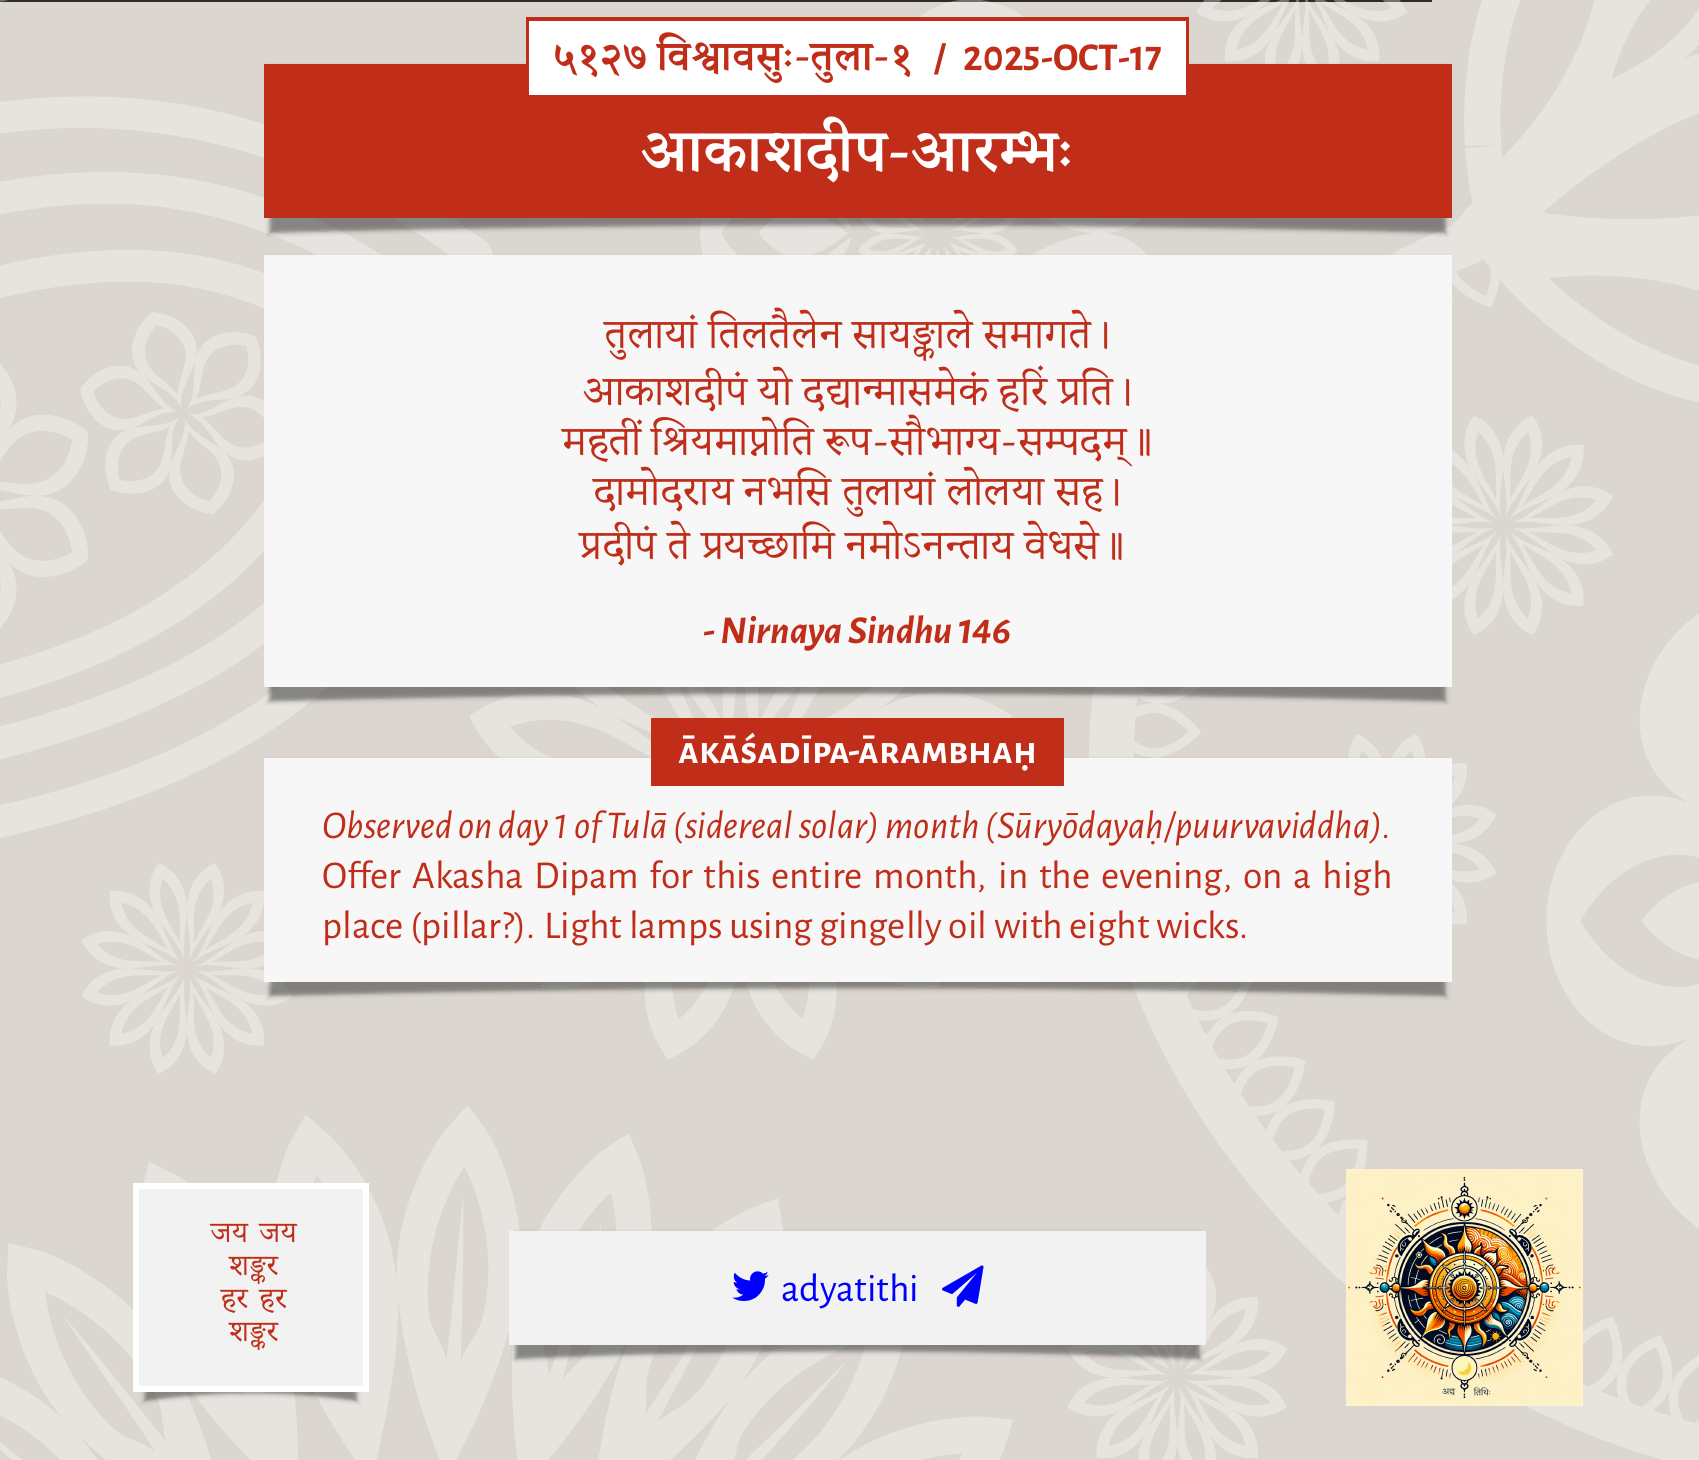 ५१२७ विश्वावसुः-तुला-१ / 2025-OCT-17
आकाशदीप-आरम्भः
तुलायां तिलतैलेन सायङ्काले समागते।
आकाशदीपं यो दद्यान्मासमेकं हरिं प्रति।
महतीं श्रियमाप्नोति रूप-सौभाग्य-सम्पदम्॥
दामोदराय नभसि तुलायां लोलया सह।
प्रदीपं ते प्रयच्छामि नमोऽनन्ताय वेधसे॥
- Nirnaya Sindhu 146
ĀKĀŚADĪPA-ĀRAMBHAḤ
Observed on day 1 of Tulā (sidereal solar) month (Sūryōdayaḥ/puurvaviddha).
Offer Akasha Dipam for this entire month, in the evening, on a high
place (pillar?). Light lamps using gingelly oil with eight wicks.
जय जय
शङ्कर
हर हर
शङ्कर
adyatithi
अद्य तिथिः